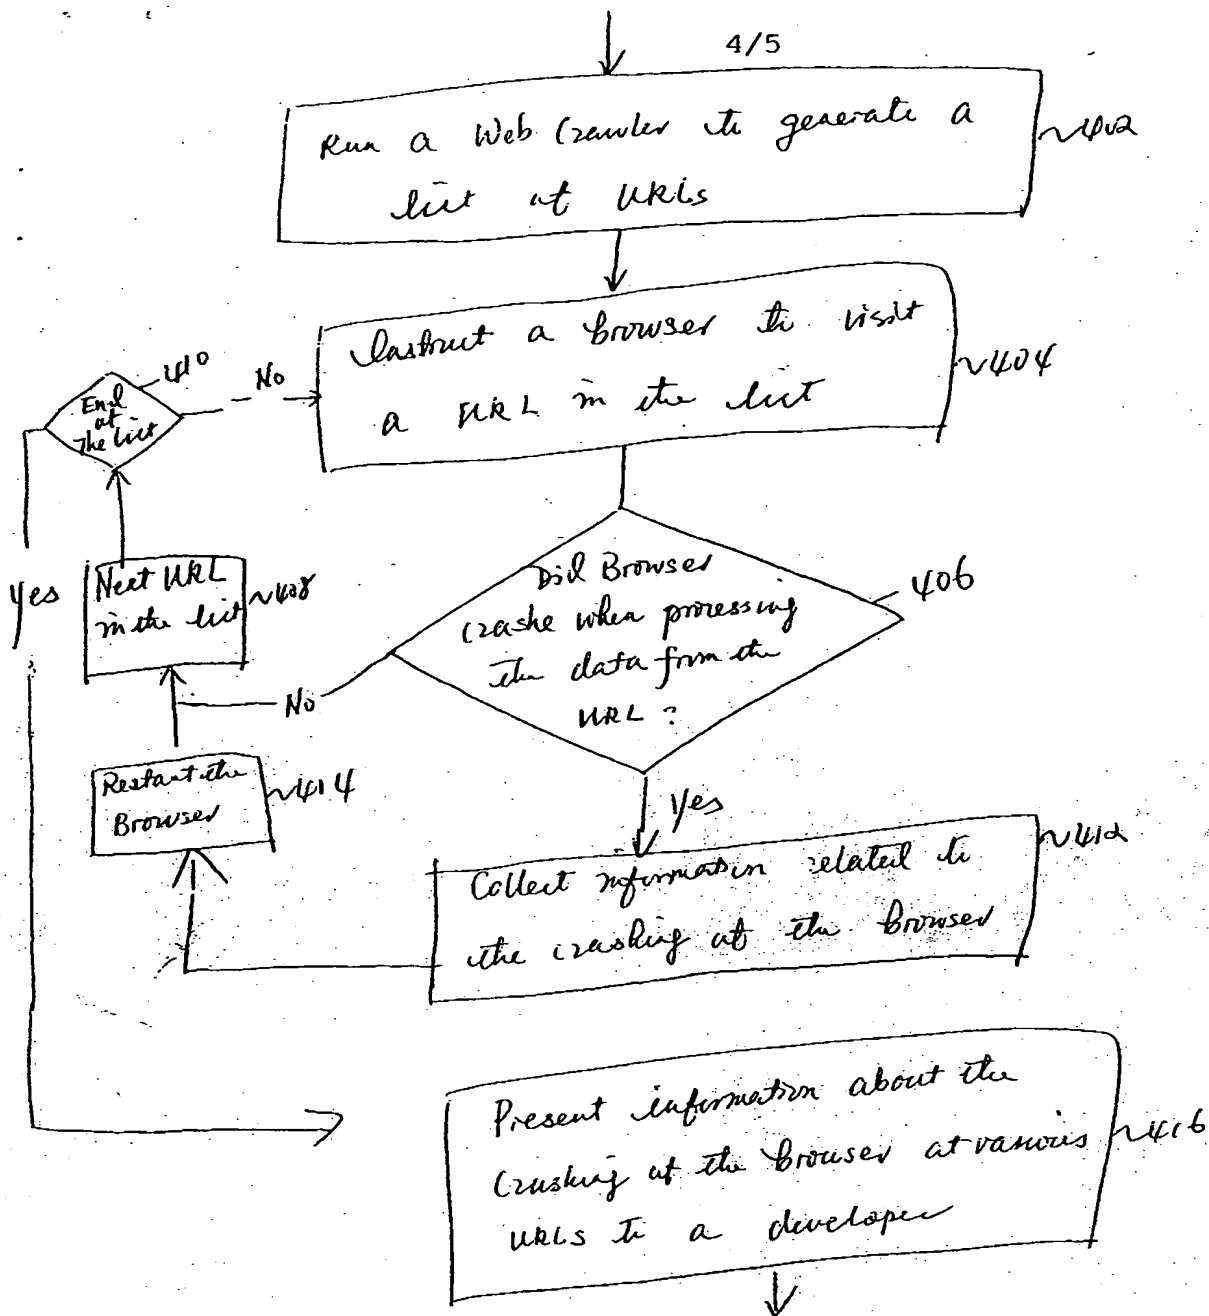 4/5
Run a Web Crawler to generate a
list of URLs
~402
Instruct a browser to visit
a URL in the list
~404
410
End
of
The list
No
Yes
Next URL
in the list
~408
Did Browser
crashe when processing
the data from the
URL?
406
No
Yes
Restart the
Browser
~414
Collect information related to
the crashing of the browser
~412
Present information about the
crashing of the browser at various
URLs to a developer
~416